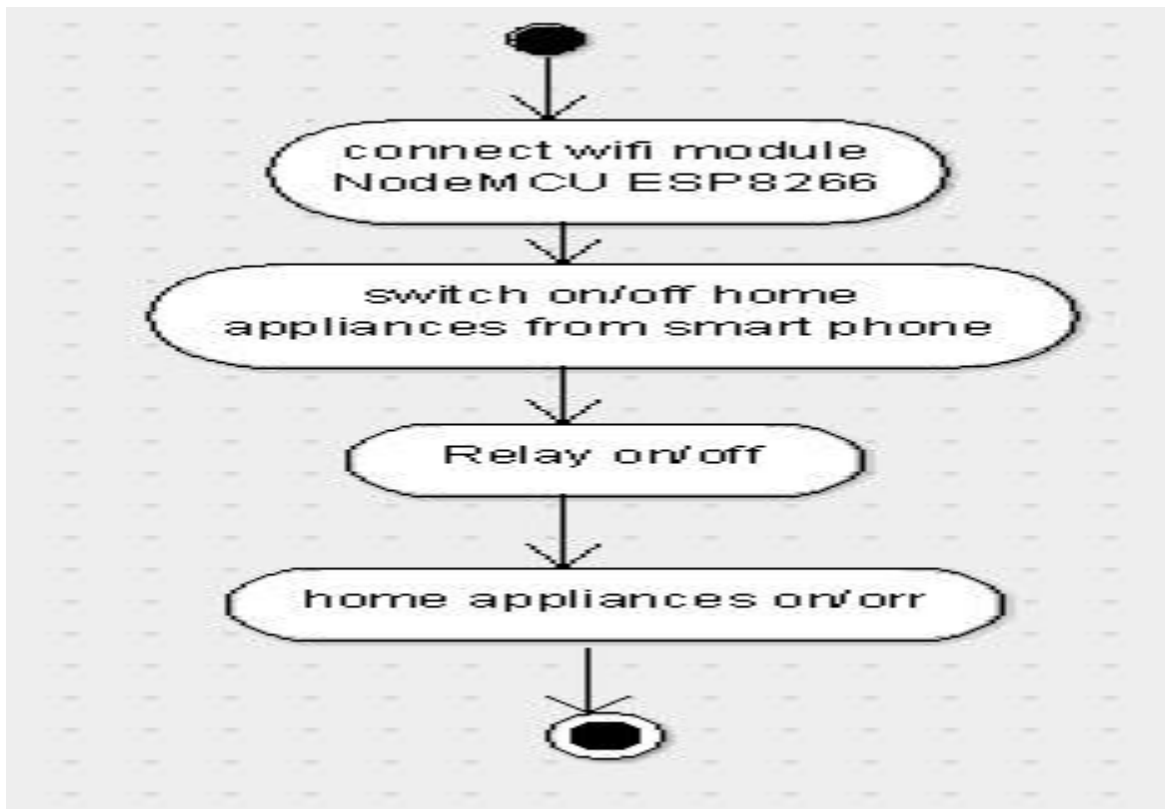 connect wifi module
NodeMCU ESP8266
switch on/off home
appliances from smart phone
Relay on/off
home appliances on/orr